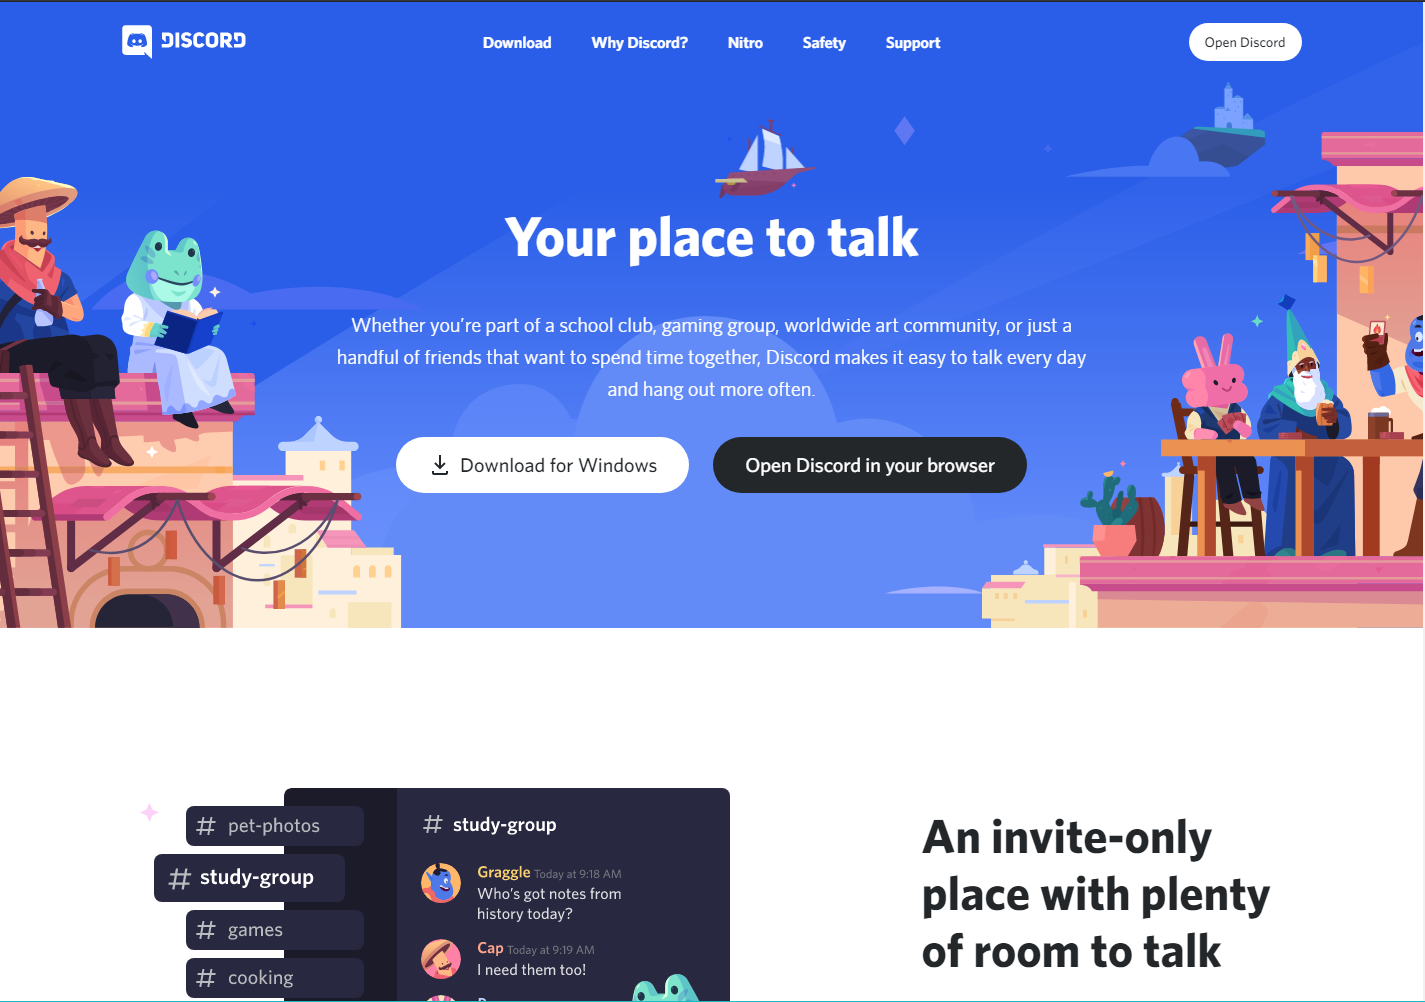 DISCORD
Download
Why Discord?
Nitro
Safety
Support
Open Discord
Your place to talk
Whether you're part of a school club, gaming group, worldwide art community, or just a
handful of friends that want to spend time together, Discord makes it easy to talk every day
and hang out more often.
Download for Windows
Open Discord in your browser
# pet-photos
# study-group
# games
# cooking
# study-group
Graggle Today at 9:18 AM
Who's got notes from
history today?
Cap Today at 9:19 AM
I need them too!
An invite-only
place with plenty
of room to talk